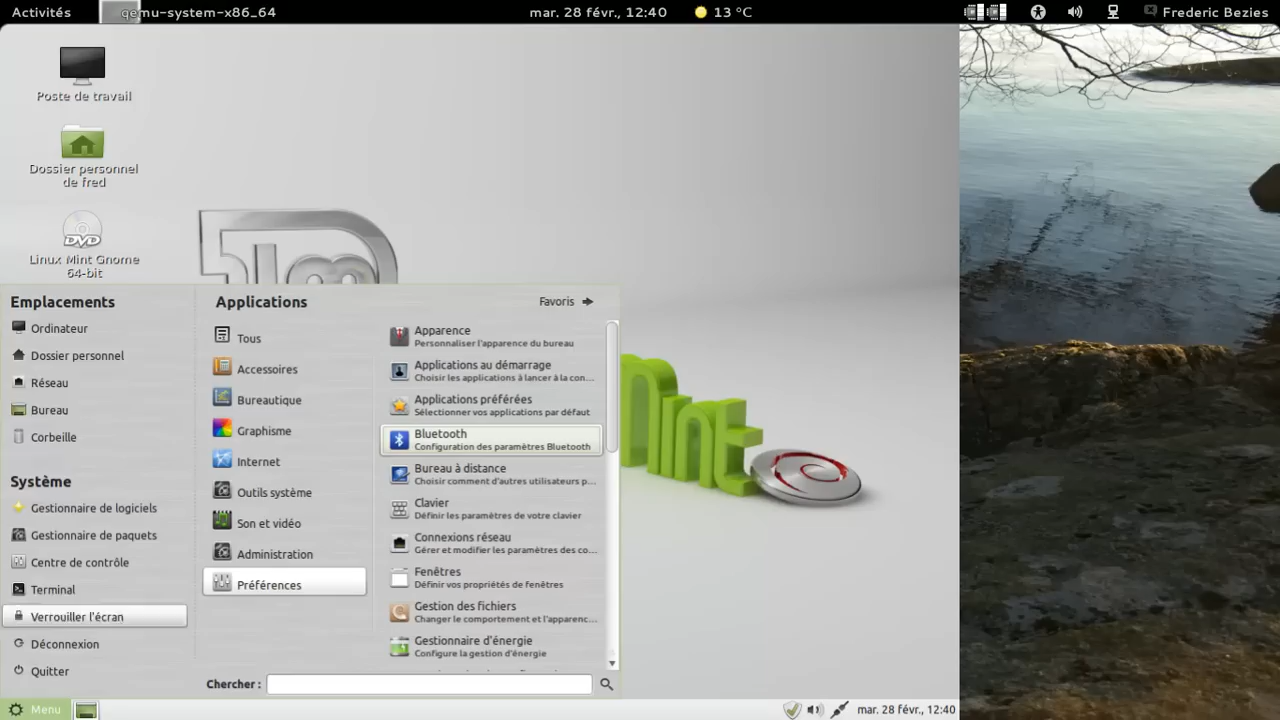 Activités
qemu-system-x86_64
mar. 28 févr., 12:40
13 °C
Frederic Bezies
Poste de travail
Dossier personnel
de fred
DVD
Linux Mint Gnome
64-bit
mint
Emplacements
Ordinateur
Dossier personnel
Réseau
Bureau
Corbeille
Système
Gestionnaire de logiciels
Gestionnaire de paquets
Centre de contrôle
Terminal
Verrouiller l'écran
Déconnexion
Quitter
Applications
Favoris
Tous
Accessoires
Bureautique
Graphisme
Internet
Outils système
Son et vidéo
Administration
Préférences
Apparence
Personnaliser l'apparence du bureau
Applications au démarrage
Choisir les applications à lancer à la con...
Applications préférées
Sélectionner vos applications par défaut
Bluetooth
Configuration des paramètres Bluetooth
Bureau à distance
Choisir comment d'autres utilisateurs p...
Clavier
Définir les paramètres de votre clavier
Connexions réseau
Gérer et modifier les paramètres des co...
Fenêtres
Définir vos propriétés de fenêtres
Gestion des fichiers
Changer le comportement et l'apparenc...
Gestionnaire d'énergie
Configure la gestion d'énergie
Chercher :
Menu
mar. 28 févr., 12:40